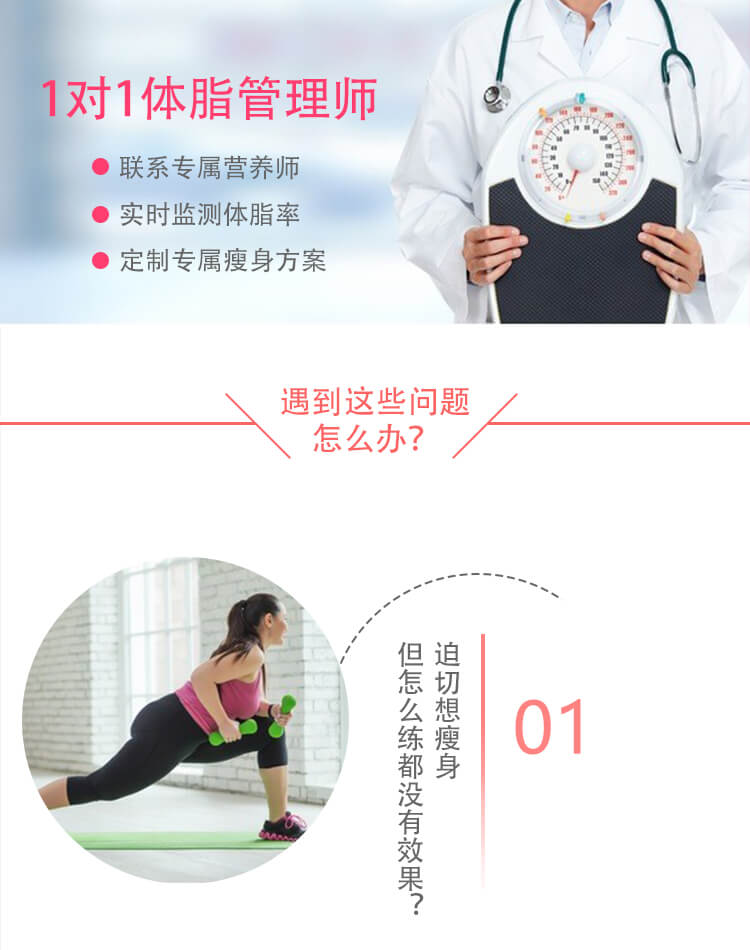 1对1体脂管理师
联系专属营养师
实时监测体脂率
定制专属瘦身方案
遇到这些问题
怎么办？
01
迫切想瘦身
但怎么练都没有效果？